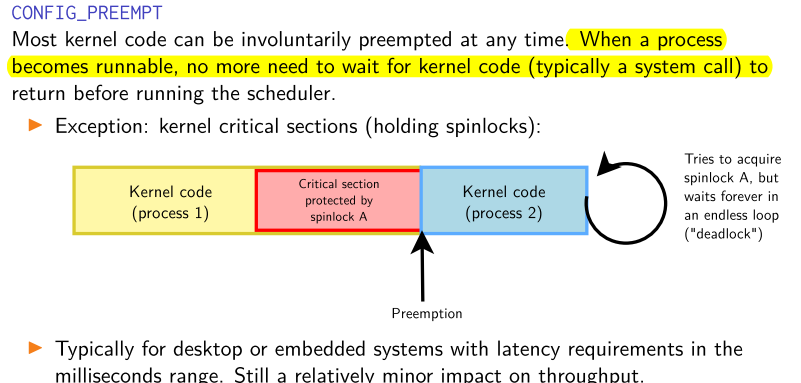 CONFIG_PREEMPT
Most kernel code can be involuntarily preempted at any time. When a process
becomes runnable, no more need to wait for kernel code (typically a system call) to
return before running the scheduler.
Exception: kernel critical sections (holding spinlocks):
Kernel code
(process 1)
Critical section
protected by
spinlock A
Kernel code
(process 2)
Tries to acquire
spinlock A, but
waits forever in
an endless loop
("deadlock")
Preemption
Typically for desktop or embedded systems with latency requirements in the
milliseconds range. Still a relatively minor impact on throughput.